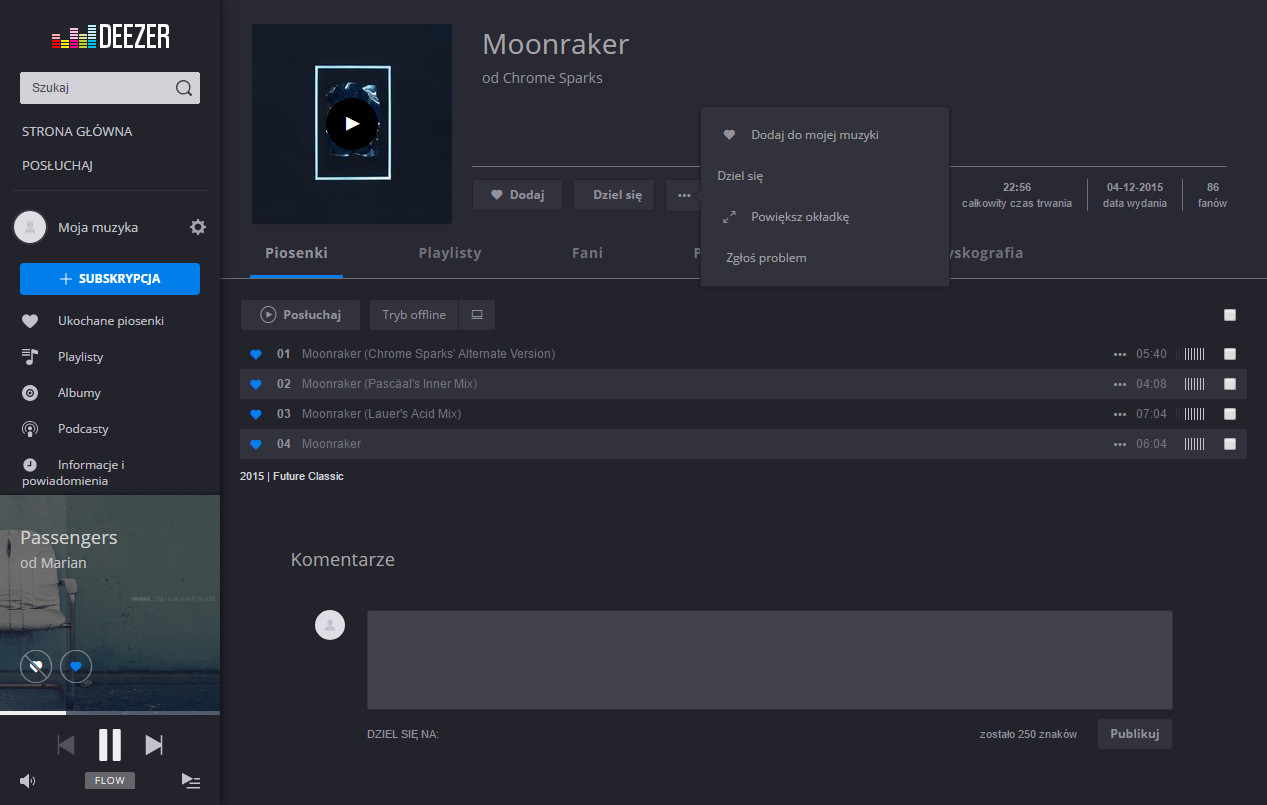 DEEZER
Szukaj
STRONA GŁÓWNA
POSŁUCHAJ
Moja muzyka
SUBSKRYPCJA
Ukochane piosenki
Playlisty
Albumy
Podcasty
Informacje i
powiadomienia
Passengers
od Marian
FLOW
Moonraker
od Chrome Sparks
Dodaj
Dziel się
Dodaj do mojej muzyki
Dziel się
Powiększ okładkę
Zgłoś problem
22:56
całkowity czas trwania
04-12-2015
data wydania
86
fanów
Piosenki
Playlisty
Fani
P
yskografia
Posłuchaj
Tryb offline
01 Moonraker (Chrome Sparks' Alternate Version) 05:40
02 Moonraker (Pascäal's Inner Mix) 04:08
03 Moonraker (Lauer's Acid Mix) 07:04
04 Moonraker 06:04
2015 | Future Classic
Komentarze
DZIEL SIĘ NA:
zostało 250 znaków
Publikuj